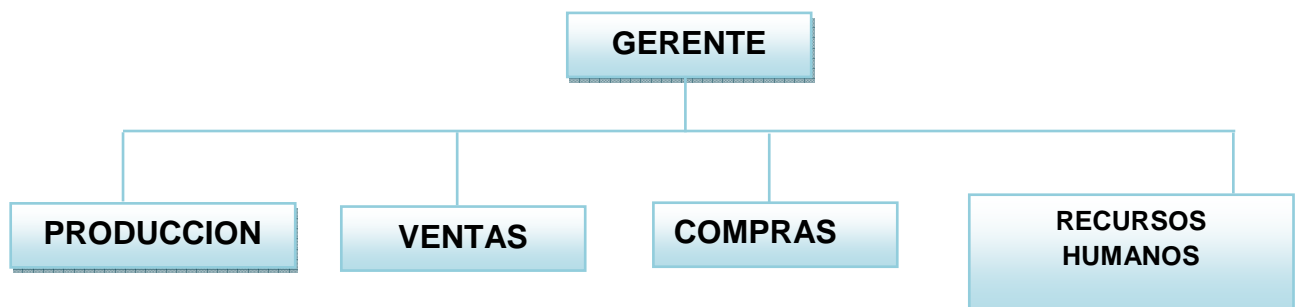 GERENTE
PRODUCCION
VENTAS
COMPRAS
RECURSOS
HUMANOS